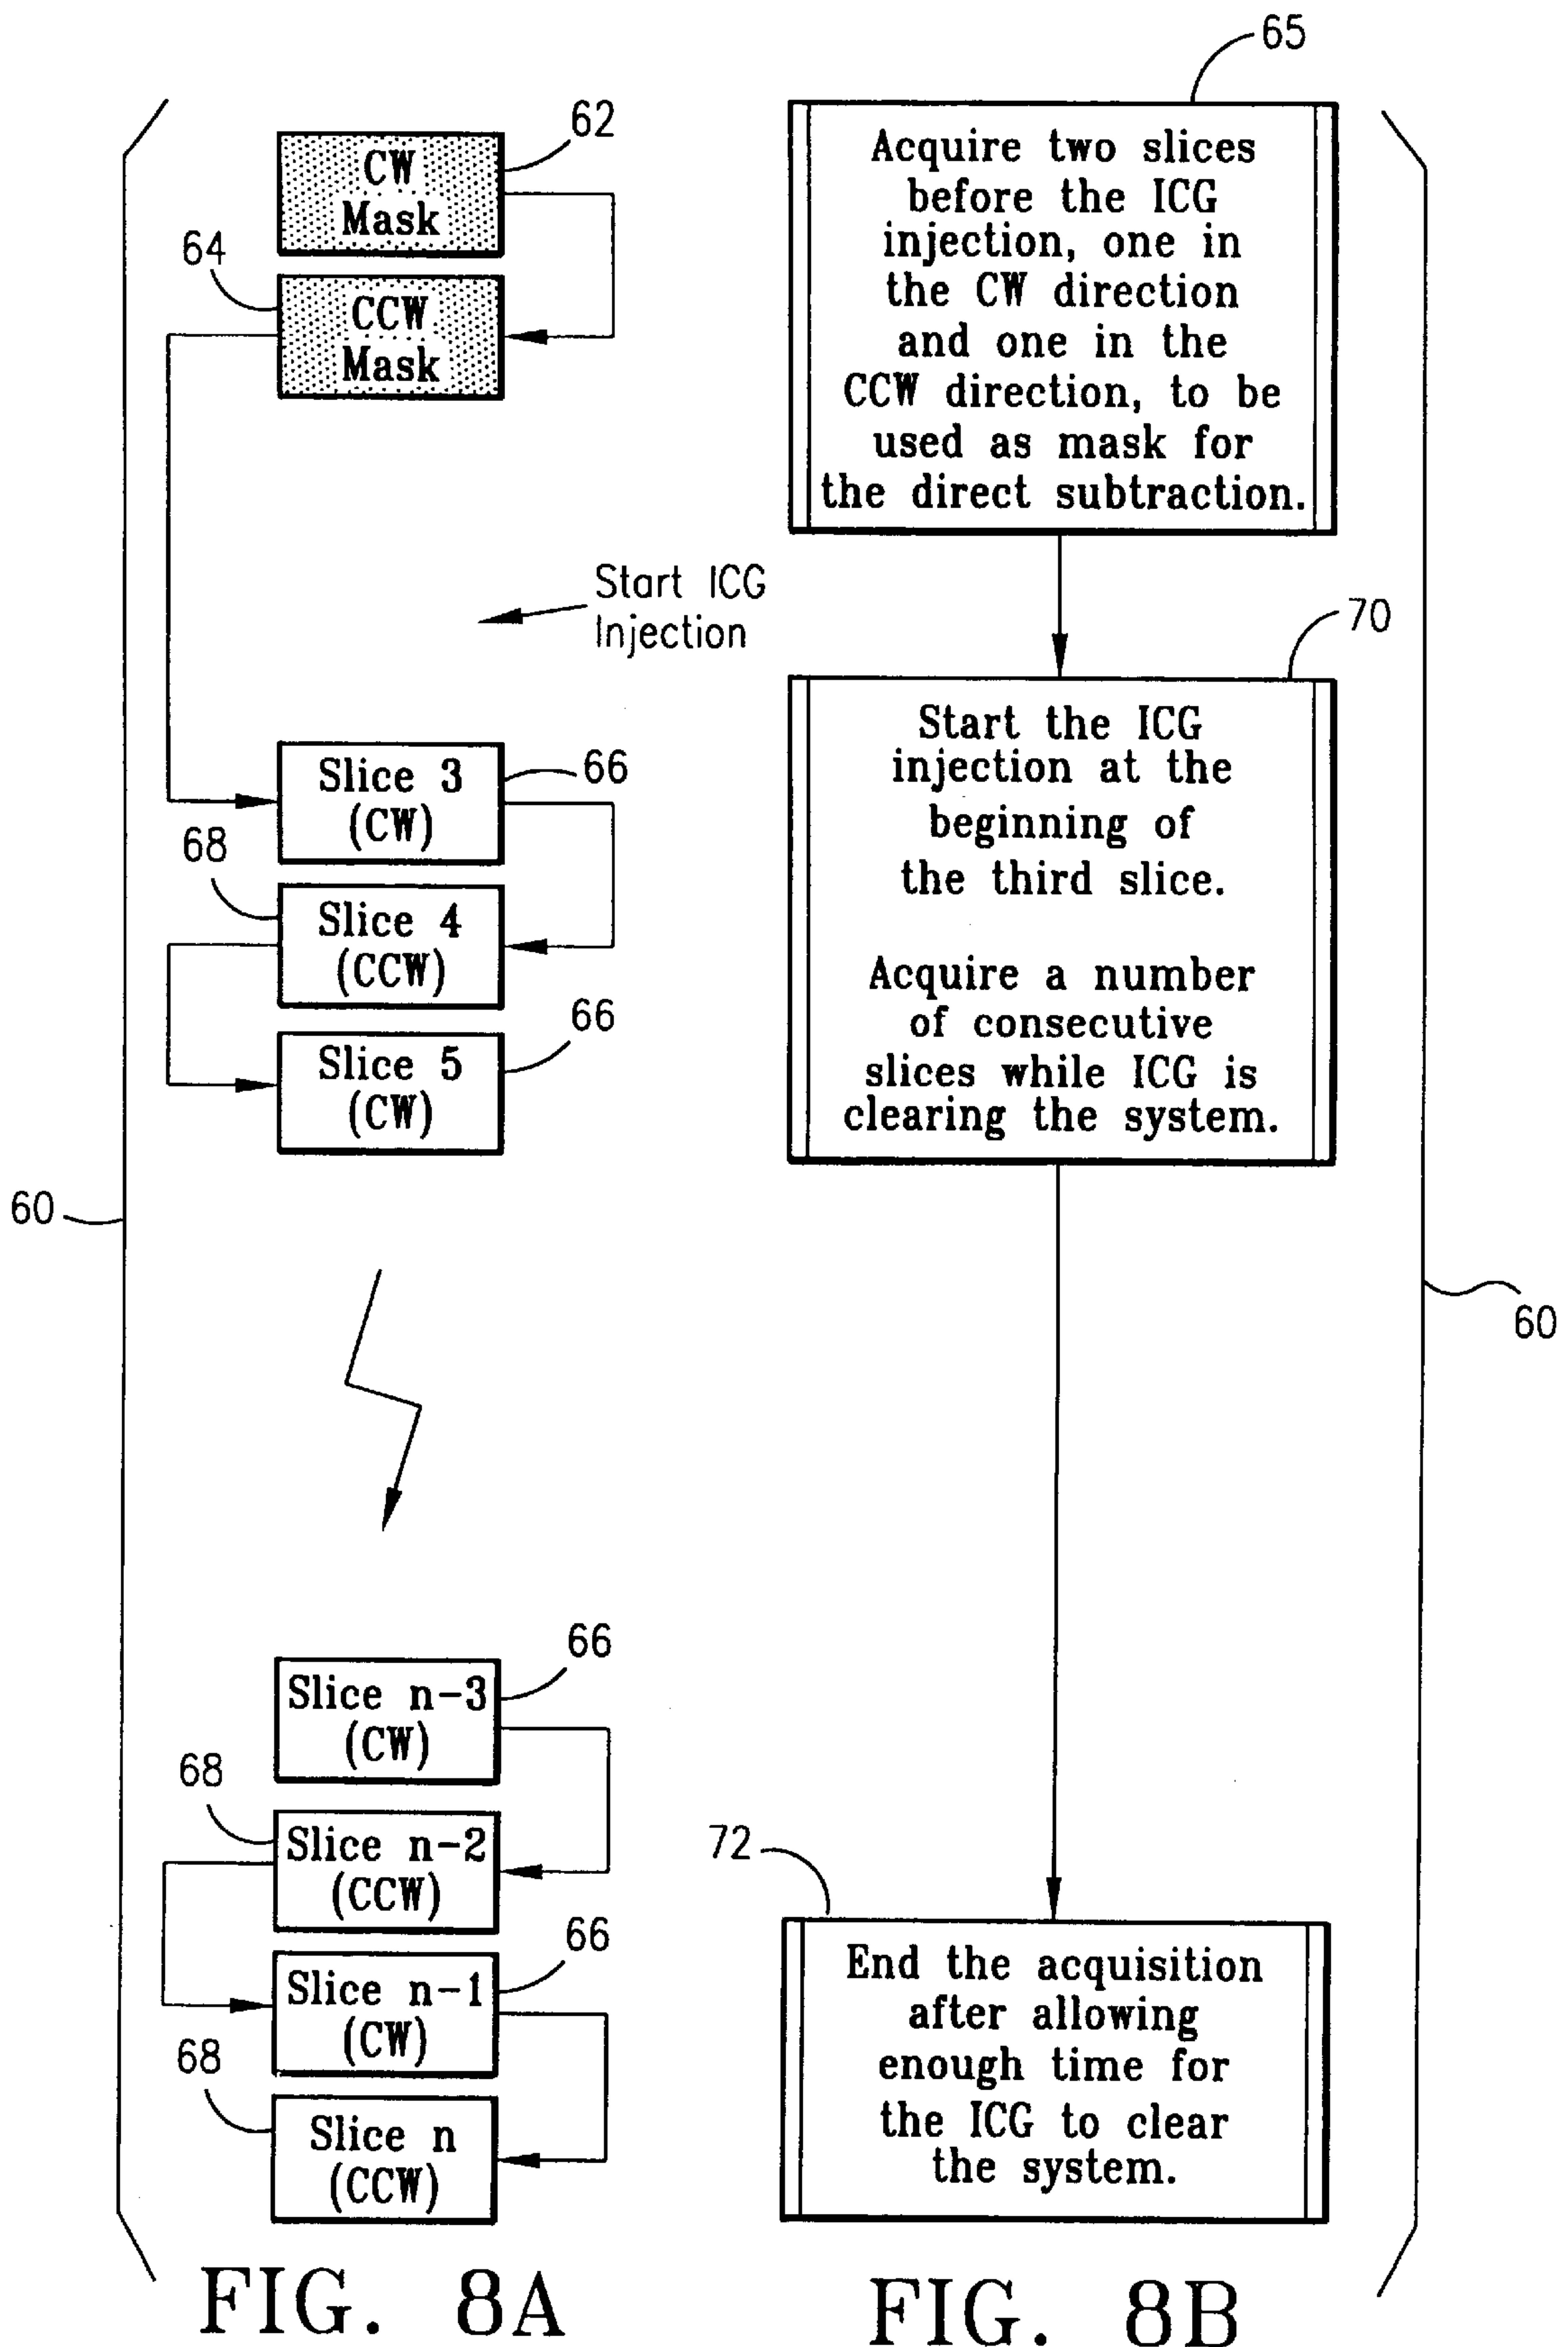 62
CW
Mask
64
CCW
Mask
Start ICG
Injection
Slice 3
(CW)
66
68
Slice 4
(CCW)
66
Slice 5
(CW)
60
66
Slice n-3
(CW)
68
Slice n-2
(CCW)
66
Slice n-1
(CW)
68
Slice n
(CCW)
FIG. 8A
65
Acquire two slices
before the ICG
injection, one in
the CW direction
and one in the
CCW direction, to be
used as mask for
the direct subtraction.
70
Start the ICG
injection at the
beginning of
the third slice.
Acquire a number
of consecutive
slices while ICG is
clearing the system.
60
72
End the acquisition
after allowing
enough time for
the ICG to clear
the system.
FIG. 8B